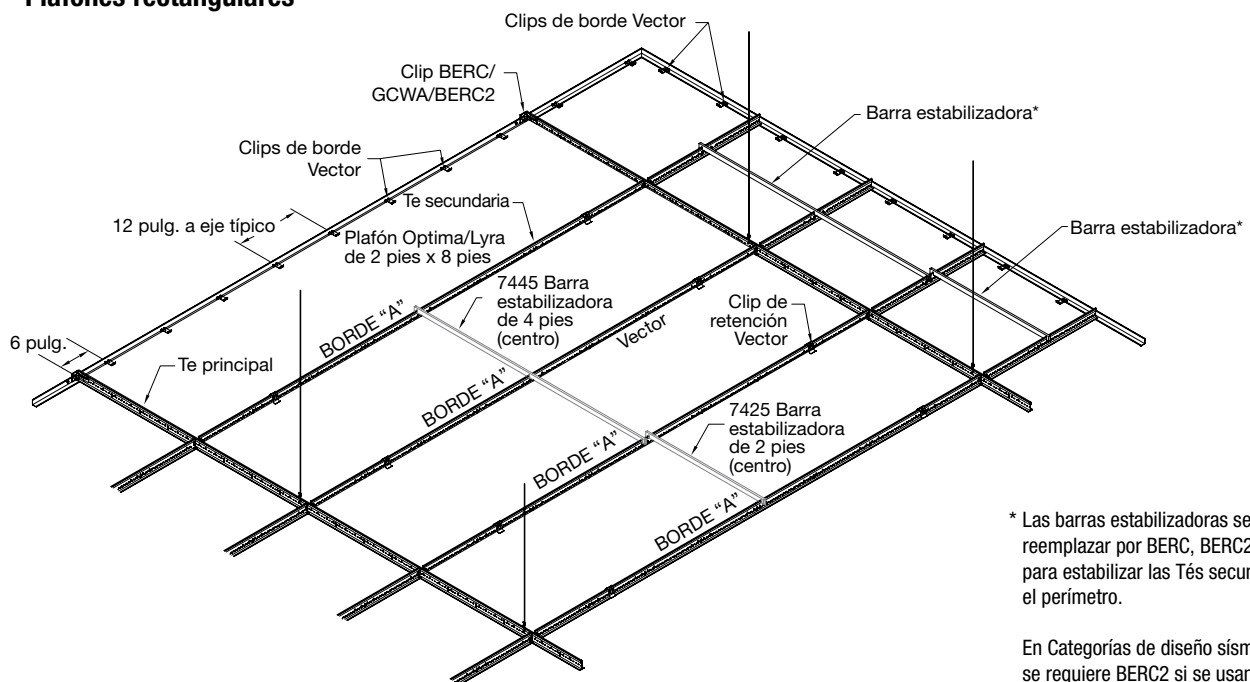 Plafones rectangulares
Clips de borde Vector
Clip BERC/
GCWA/BERC2
Barra estabilizadora*
Clips de borde
Vector
Te secundaria
12 pulg. a eje típico
Plafón Optima/Lyra
de 2 pies x 8 pies
Barra estabilizadora*
7445 Barra
estabilizadora
de 4 pies
(centro)
Clip de
retención
Vector
Vector
BORDE “A”
6 pulg.
Te principal
BORDE “A”
7425 Barra
estabilizadora
de 2 pies
(centro)
BORDE “A”
BORDE “A”
* Las barras estabilizadoras se
reemplazar por BERC, BERC2
para estabilizar las Tés secun
el perímetro.
En Categorías de diseño sísm
se requiere BERC2 si se usan